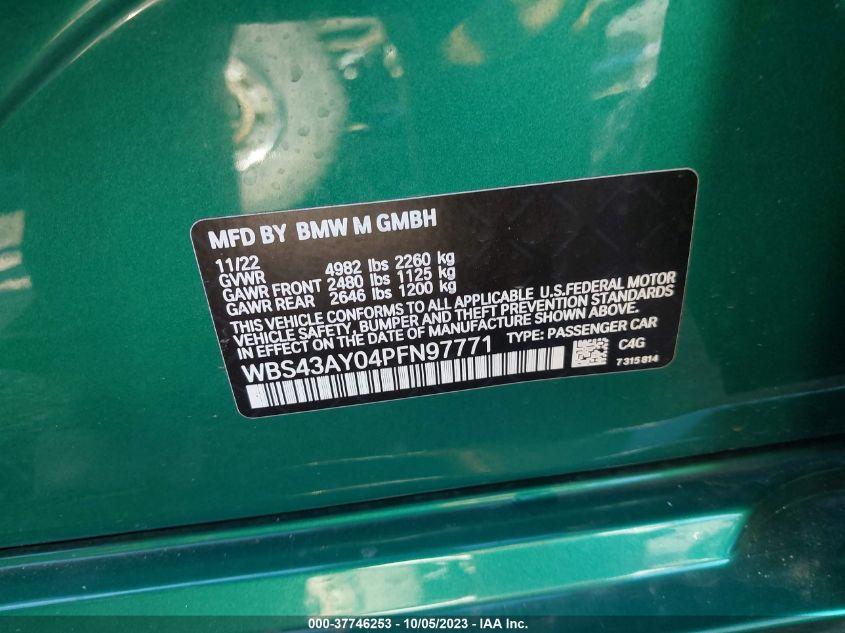 MFD BY BMW M GMBH
11/22
GVWR 4982 lbs 2260 kg
GAWR FRONT 2480 lbs 1125 kg
GAWR REAR 2646 lbs 1200 kg
THIS VEHICLE CONFORMS TO ALL APPLICABLE U.S.FEDERAL MOTOR
VEHICLE SAFETY, BUMPER AND THEFT PREVENTION STANDARDS
IN EFFECT ON THE DATE OF MANUFACTURE SHOWN ABOVE.
WBS43AY04PFN97771 TYPE: PASSENGER CAR
C4G
7315814
000-37746253 - 10/05/2023 - IAA Inc.